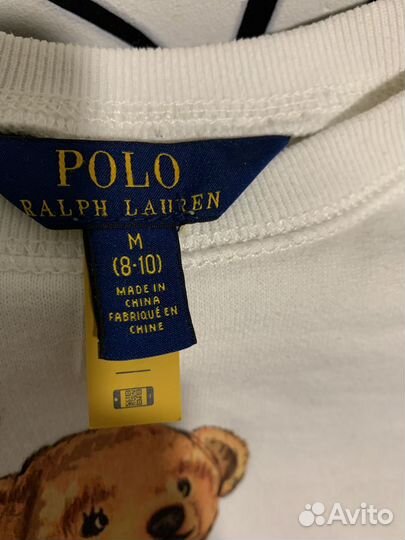 POLO
RALPH LAUREN
M
(8-10)
MADE IN
CHINA
FABRIQUÉ EN
CHINE
Avito